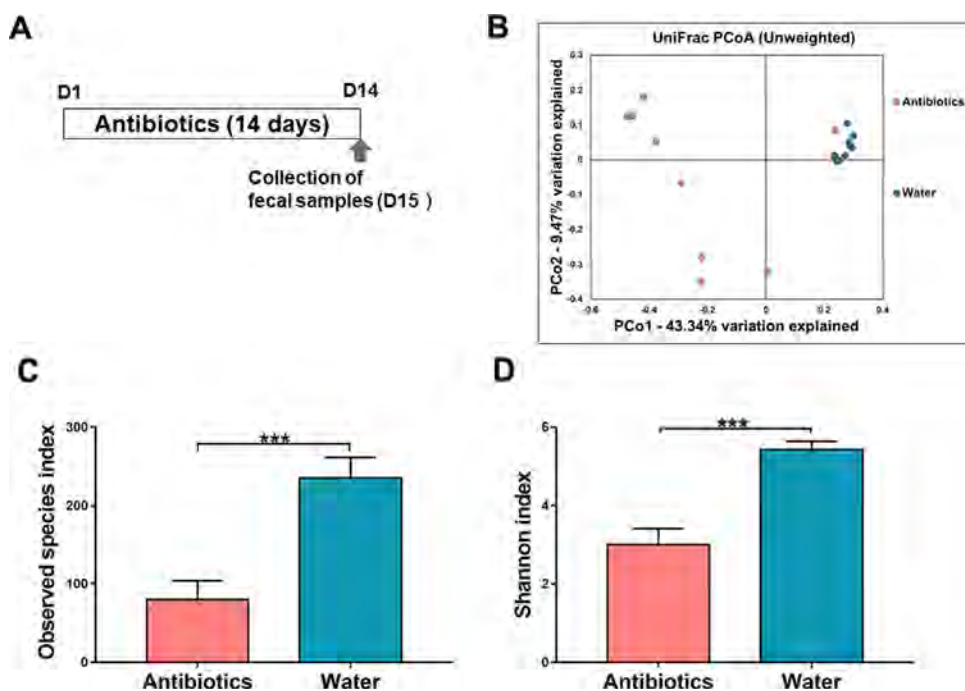 A
D1 D14
Antibiotics (14 days)
Collection of
fecal samples (D15 )
B
UniFrac PCoA (Unweighted)
PCo2 - 9.47% variation explained
0.3
0.2
0.1
0
-0.1
-0.2
-0.3
-0.4
-0.6 -0.4 -0.2 0 0.2 0.4
PCo1 - 43.34% variation explained
Antibiotics
Water
C
Observed species index
300
200
100
0
***
Antibiotics Water
D
Shannon index
6
4
2
0
***
Antibiotics Water